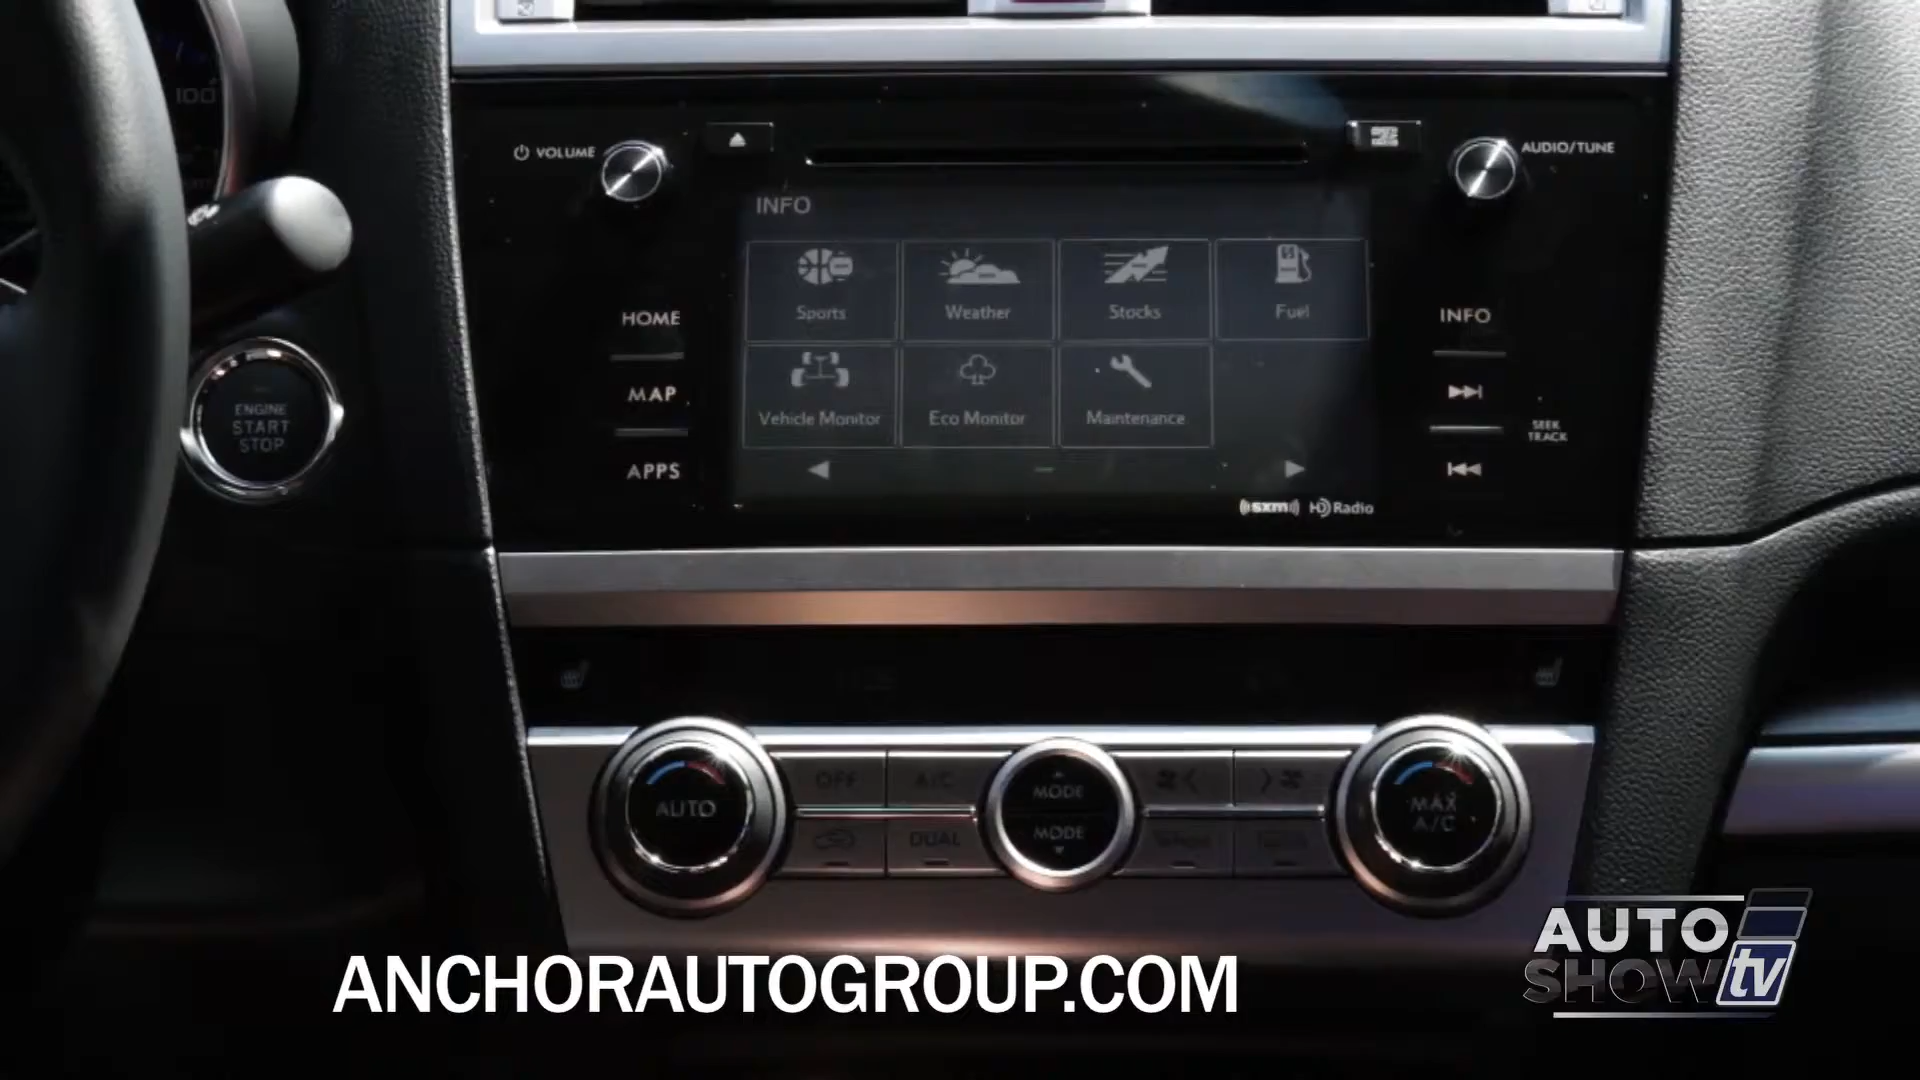 100
VOLUME
AUDIO/TUNE
INFO
Sports
Weather
Stocks
Fuel
HOME
INFO
MAP
Vehicle Monitor
Eco Monitor
Maintenance
ENGINE
START
STOP
SEEK
TRACK
APPS
((sxm))
HD Radio
OFF
A/C
AUTO
MODE
MODE
MAX
A/C
DUAL
AUTO
SHOW tv
ANCHORAUTOGROUP.COM